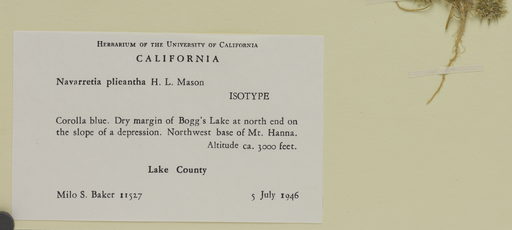 Herbarium of the University of California
CALIFORNIA
Navarretia plieantha H. L. Mason
ISOTYPE
Corolla blue. Dry margin of Bogg's Lake at north end on
the slope of a depression. Northwest base of Mt. Hanna.
Altitude ca. 3000 feet.
Lake County
Milo S. Baker 11527 5 July 1946